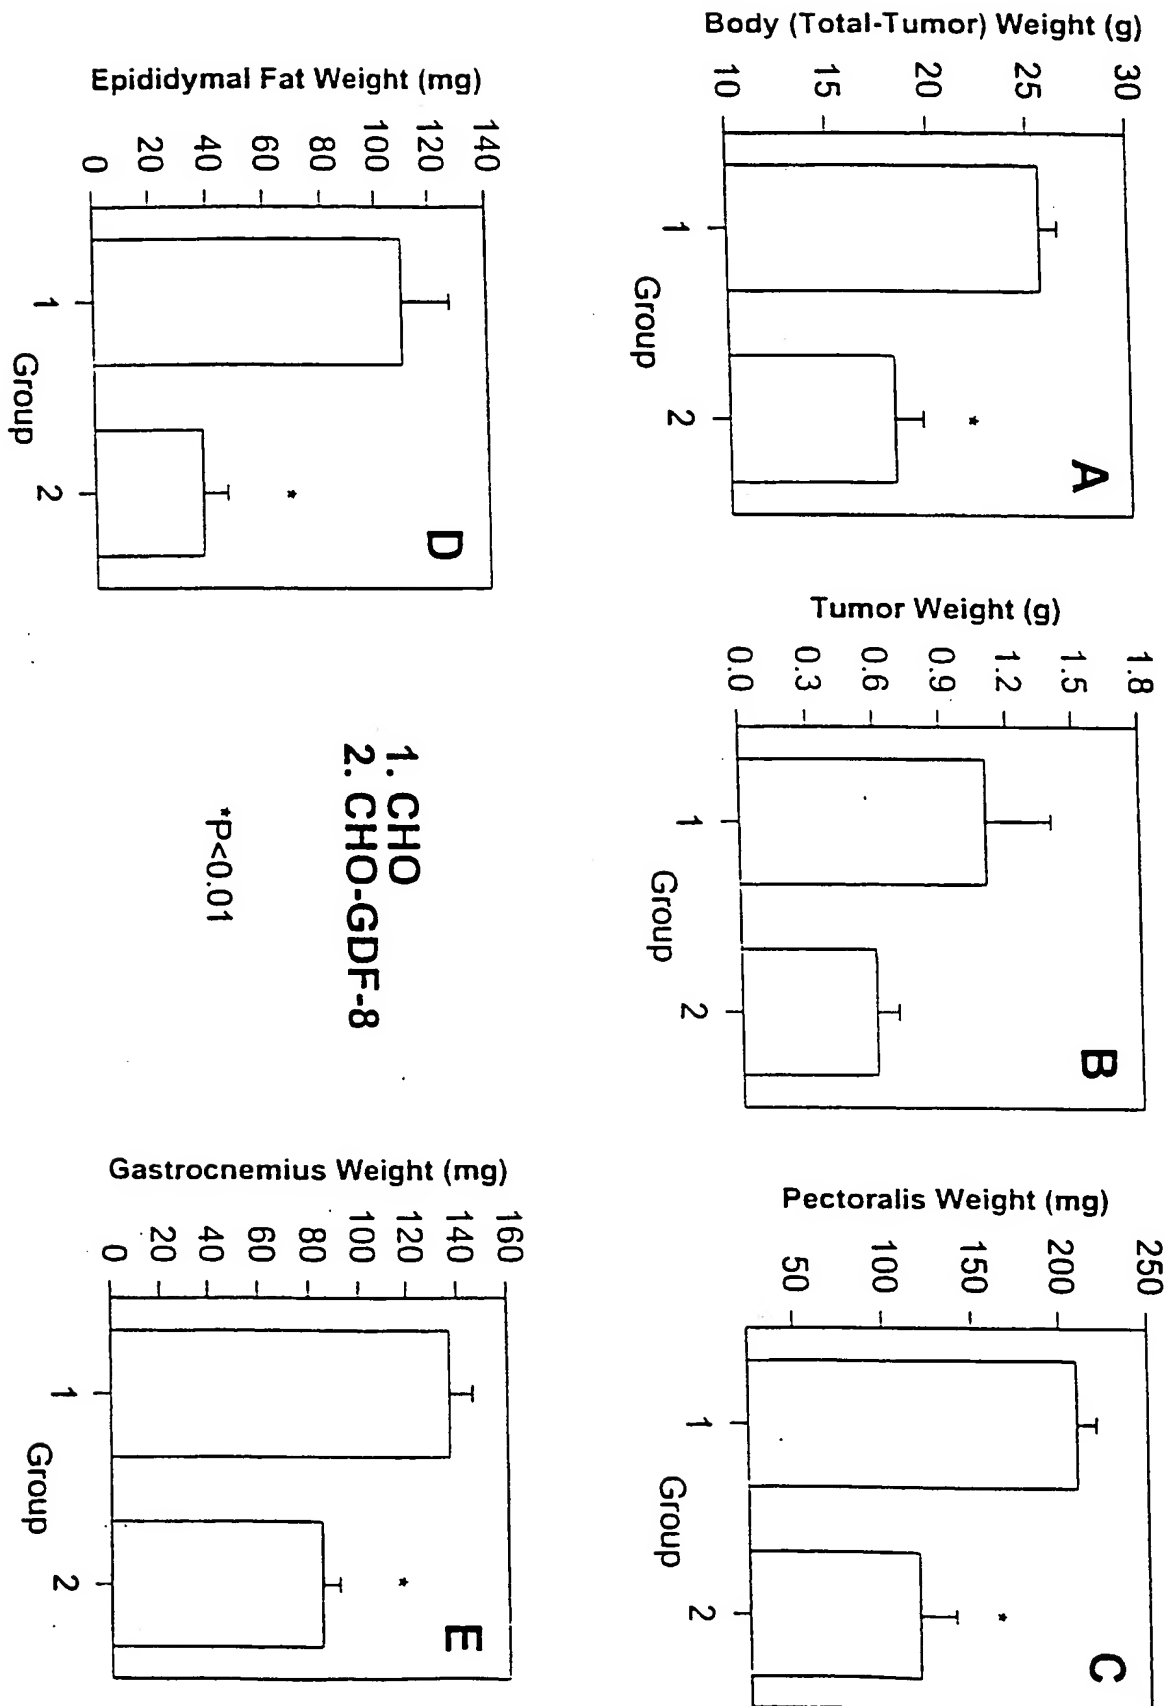 Body (Total-Tumor) Weight (g)
30
25
20
15
10
1
2
Group
*
A
Tumor Weight (g)
1.8
1.5
1.2
0.9
0.6
0.3
0.0
1
2
Group
B
Pectoralis Weight (mg)
250
200
150
100
50
1
2
Group
*
C
Epididymal Fat Weight (mg)
140
120
100
80
60
40
20
0
1
2
Group
*
D
1. CHO
2. CHO-GDF-8
*P<0.01
Gastrocnemius Weight (mg)
160
140
120
100
80
60
40
20
0
1
2
Group
*
E